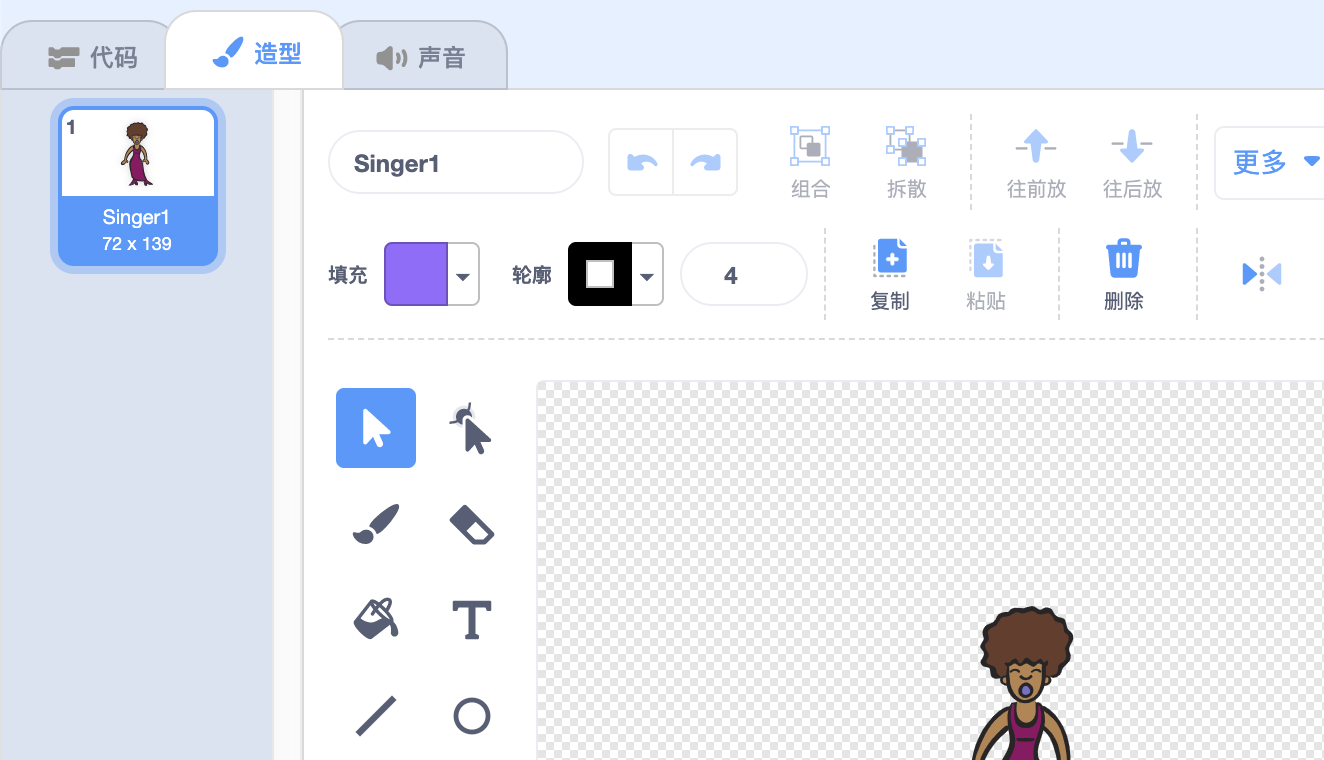 代码
造型
声音
1
Singer1
72 x 139
Singer1
组合
拆散
往前放
往后放
更多
填充
轮廓
4
复制
粘贴
删除